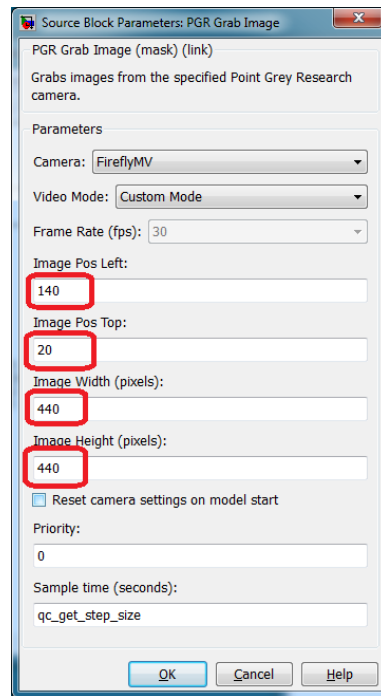 Source Block Parameters: PGR Grab Image
PGR Grab Image (mask) (link)
Grabs images from the specified Point Grey Research
camera.
Parameters
Camera: FireflyMV
Video Mode: Custom Mode
Frame Rate (fps): 30
Image Pos Left:
140
Image Pos Top:
20
Image Width (pixels):
440
Image Height (pixels):
440
Reset camera settings on model start
Priority:
0
Sample time (seconds):
qc_get_step_size
OK Cancel Help